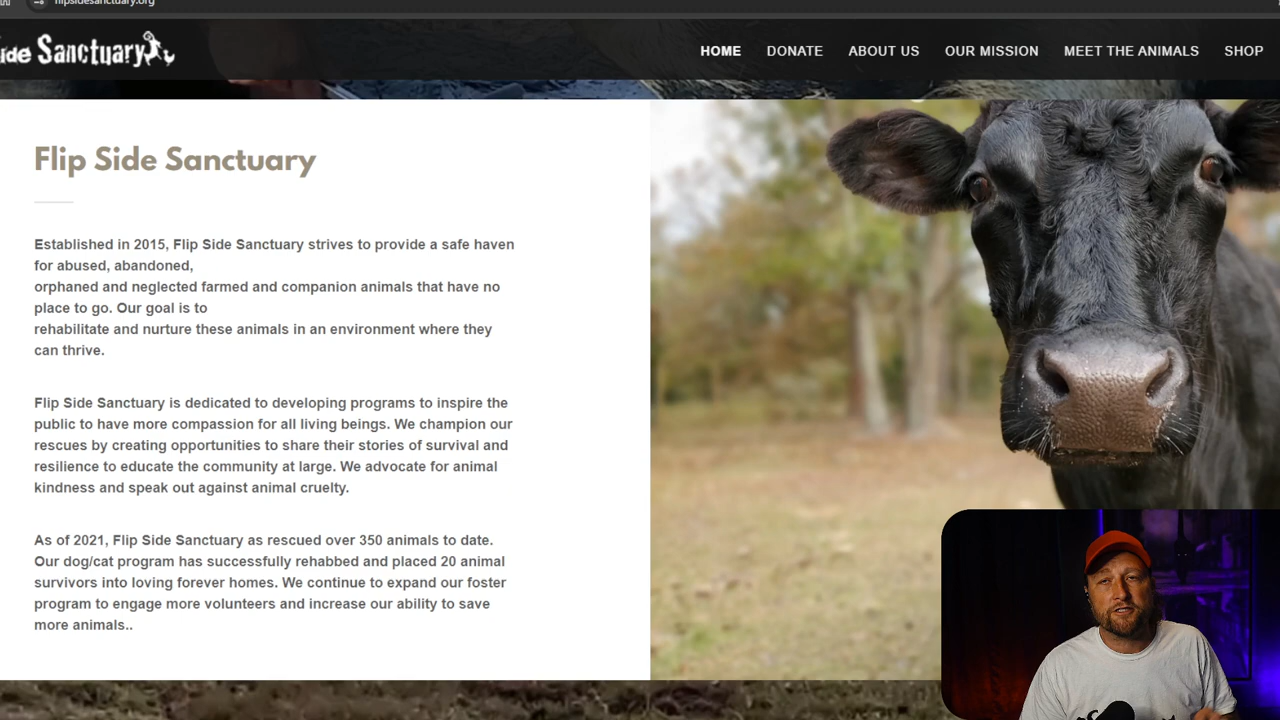 flipsidesanctuary.org
ide Sanctuary
HOME DONATE ABOUT US OUR MISSION MEET THE ANIMALS SHOP
Flip Side Sanctuary
Established in 2015, Flip Side Sanctuary strives to provide a safe haven
for abused, abandoned,
orphaned and neglected farmed and companion animals that have no
place to go. Our goal is to
rehabilitate and nurture these animals in an environment where they
can thrive.
Flip Side Sanctuary is dedicated to developing programs to inspire the
public to have more compassion for all living beings. We champion our
rescues by creating opportunities to share their stories of survival and
resilience to educate the community at large. We advocate for animal
kindness and speak out against animal cruelty.
As of 2021, Flip Side Sanctuary as rescued over 350 animals to date.
Our dog/cat program has successfully rehabbed and placed 20 animal
survivors into loving forever homes. We continue to expand our foster
program to engage more volunteers and increase our ability to save
more animals..